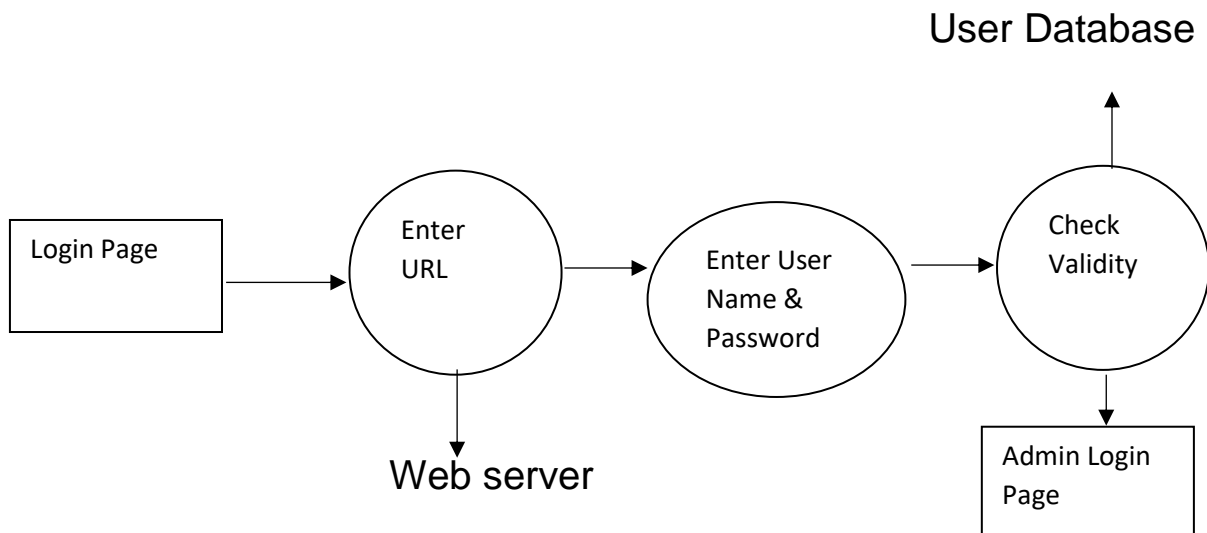 User Database
Login Page
Enter
URL
Enter User
Name &
Password
Check
Validity
Web server
Admin Login
Page